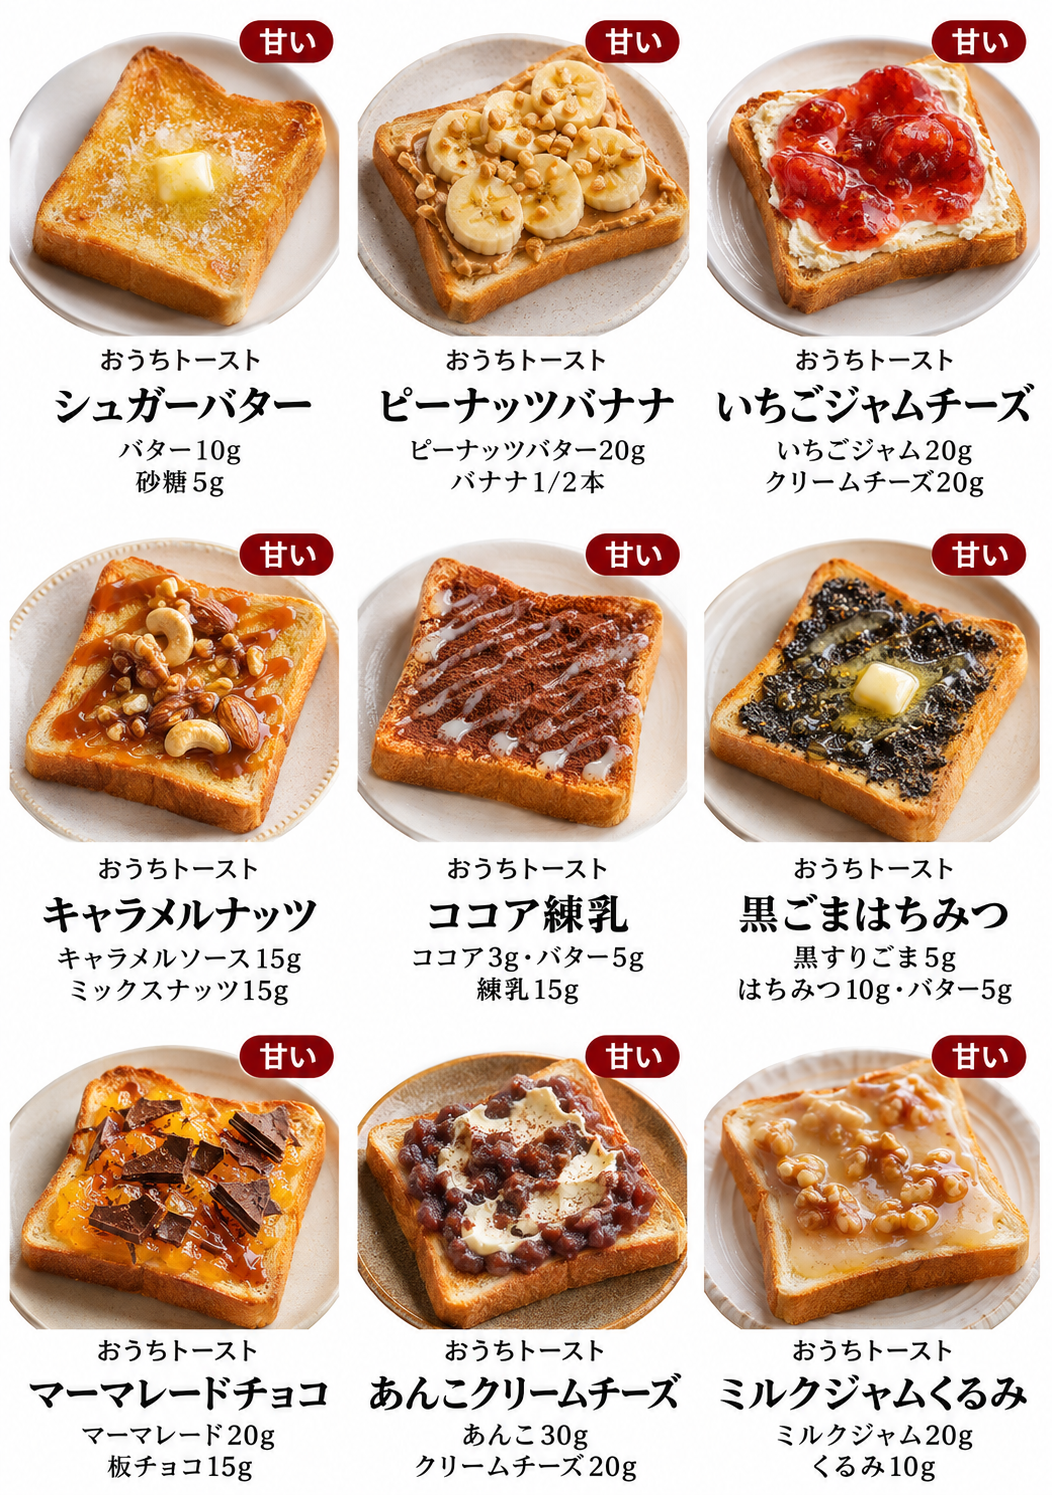 甘い
おうちトースト
シュガーバター
バター10g
砂糖5g
甘い
おうちトースト
ピーナッツバナナ
ピーナッツバター20g
バナナ1/2本
甘い
おうちトースト
いちごジャムチーズ
いちごジャム20g
クリームチーズ20g
甘い
おうちトースト
キャラメルナッツ
キャラメルソース15g
ミックスナッツ15g
甘い
おうちトースト
ココア練乳
ココア3g・バター5g
練乳15g
甘い
おうちトースト
黒ごまはちみつ
黒すりごま5g
はちみつ10g・バター5g
甘い
おうちトースト
マーマレードチョコ
マーマレード20g
板チョコ15g
甘い
おうちトースト
あんこクリームチーズ
あんこ30g
クリームチーズ20g
甘い
おうちトースト
ミルクジャムくるみ
ミルクジャム20g
くるみ10g